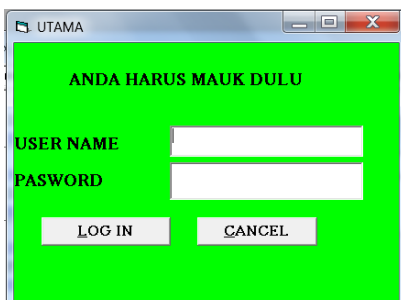 UTAMA
ANDA HARUS MAUK DULU
USER NAME
PASWORD
LOG IN
CANCEL